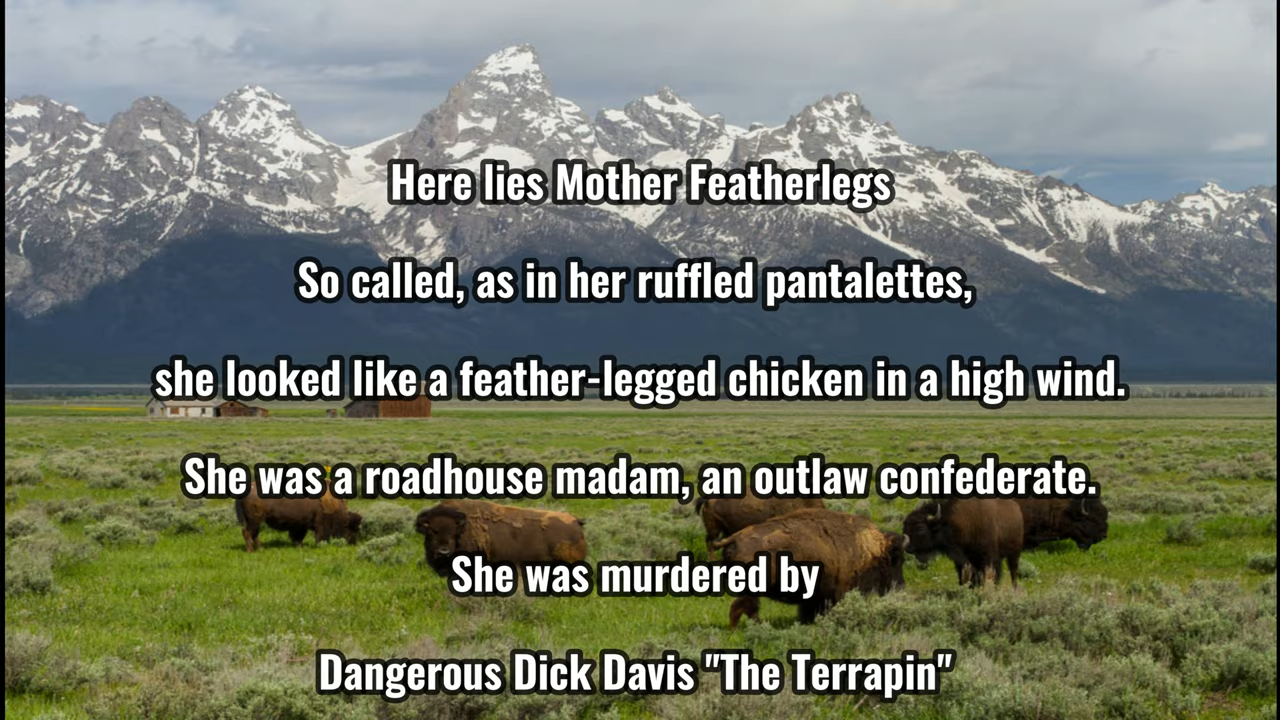 Here lies Mother Featherlegs
So called, as in her ruffled pantalettes,
she looked like a feather-legged chicken in a high wind.
She was a roadhouse madam, an outlaw confederate.
She was murdered by
Dangerous Dick Davis "The Terrapin"